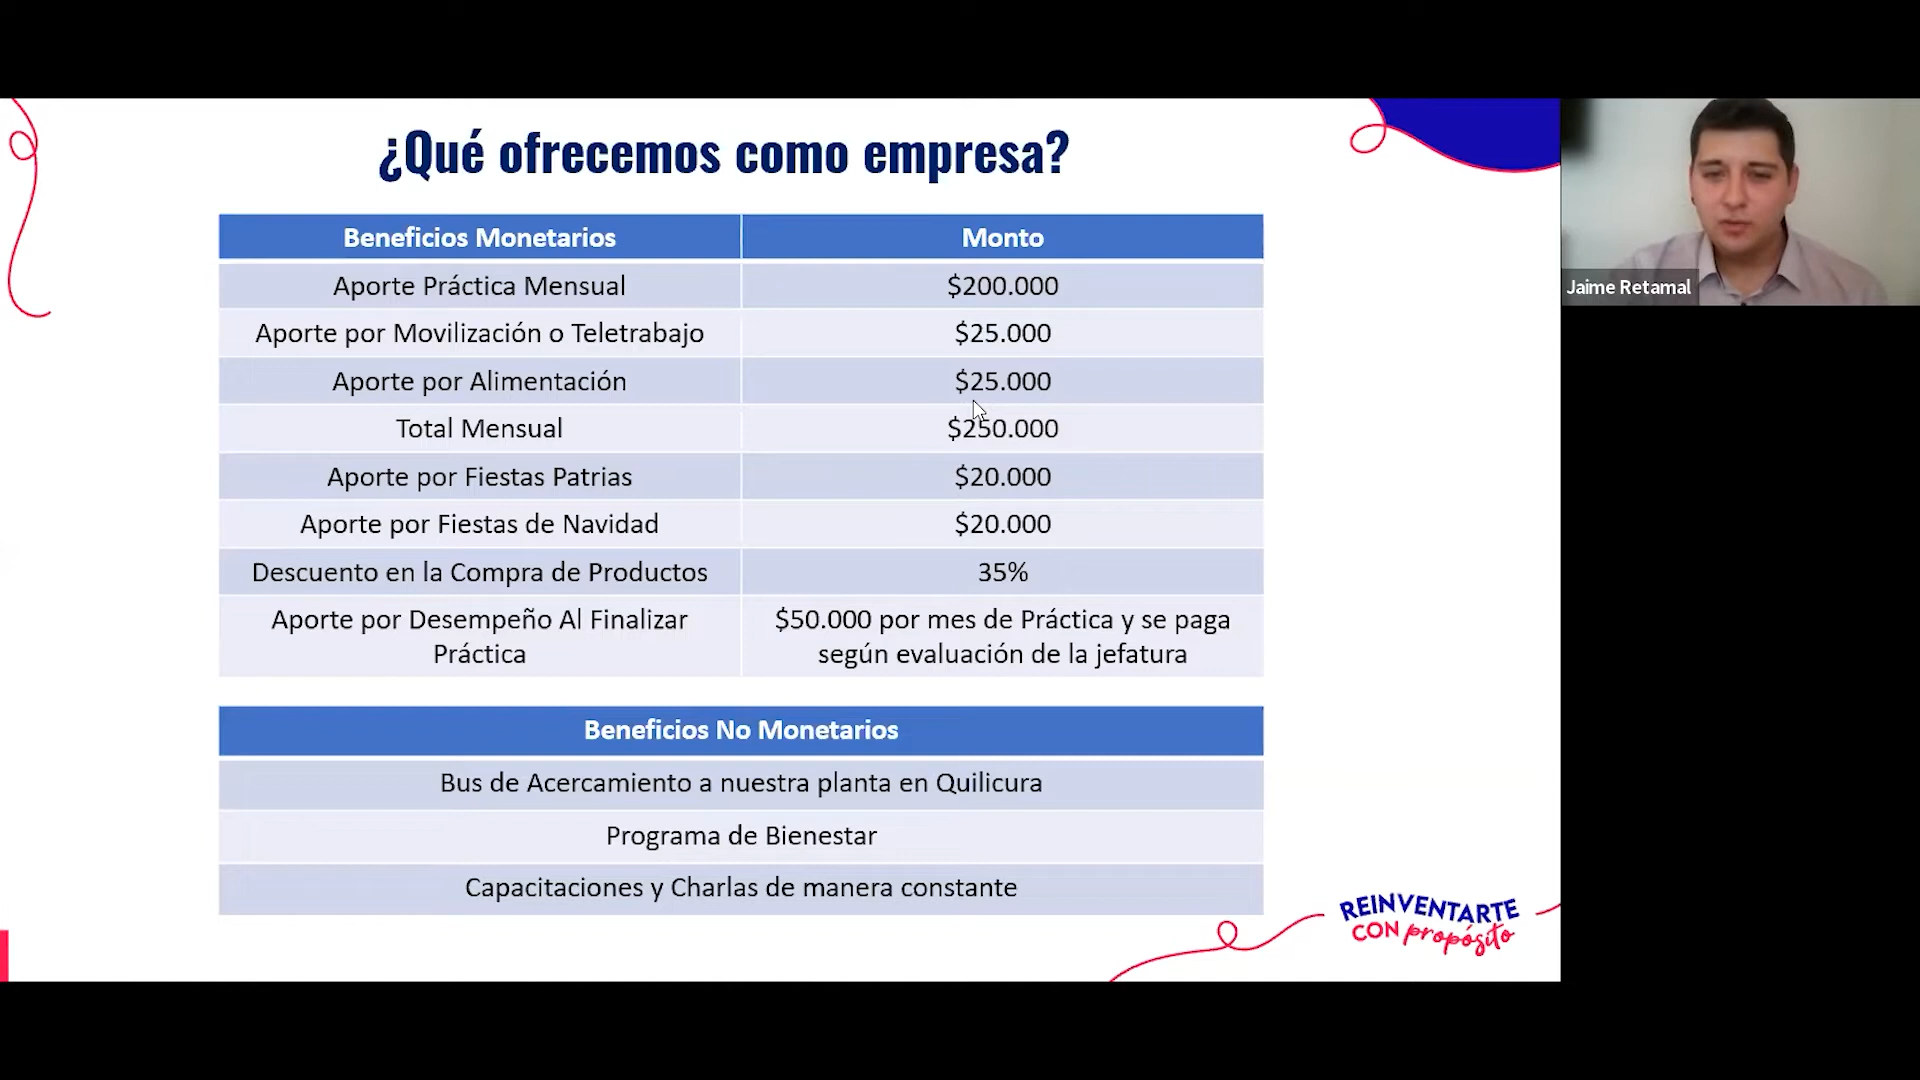 ¿Qué ofrecemos como empresa?
Beneficios Monetarios Monto
Aporte Práctica Mensual $200.000
Aporte por Movilización o Teletrabajo $25.000
Aporte por Alimentación $25.000
Total Mensual $250.000
Aporte por Fiestas Patrias $20.000
Aporte por Fiestas de Navidad $20.000
Descuento en la Compra de Productos 35%
Aporte por Desempeño Al Finalizar
Práctica
$50.000 por mes de Práctica y se paga
según evaluación de la jefatura
Beneficios No Monetarios
Bus de Acercamiento a nuestra planta en Quilicura
Programa de Bienestar
Capacitaciones y Charlas de manera constante
REINVENTARTE
CON propósito
Jaime Retamal